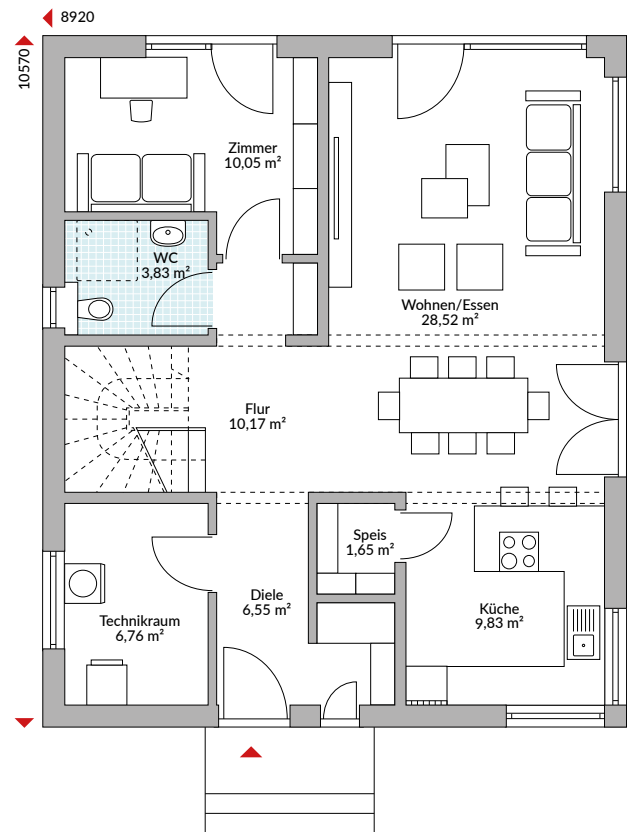 8920
10570
Zimmer
10,05 m²
WC
3,83 m²
Wohnen/Essen
28,52 m²
Flur
10,17 m²
Speis
1,65 m²
Diele
6,55 m²
Küche
9,83 m²
Technikraum
6,76 m²